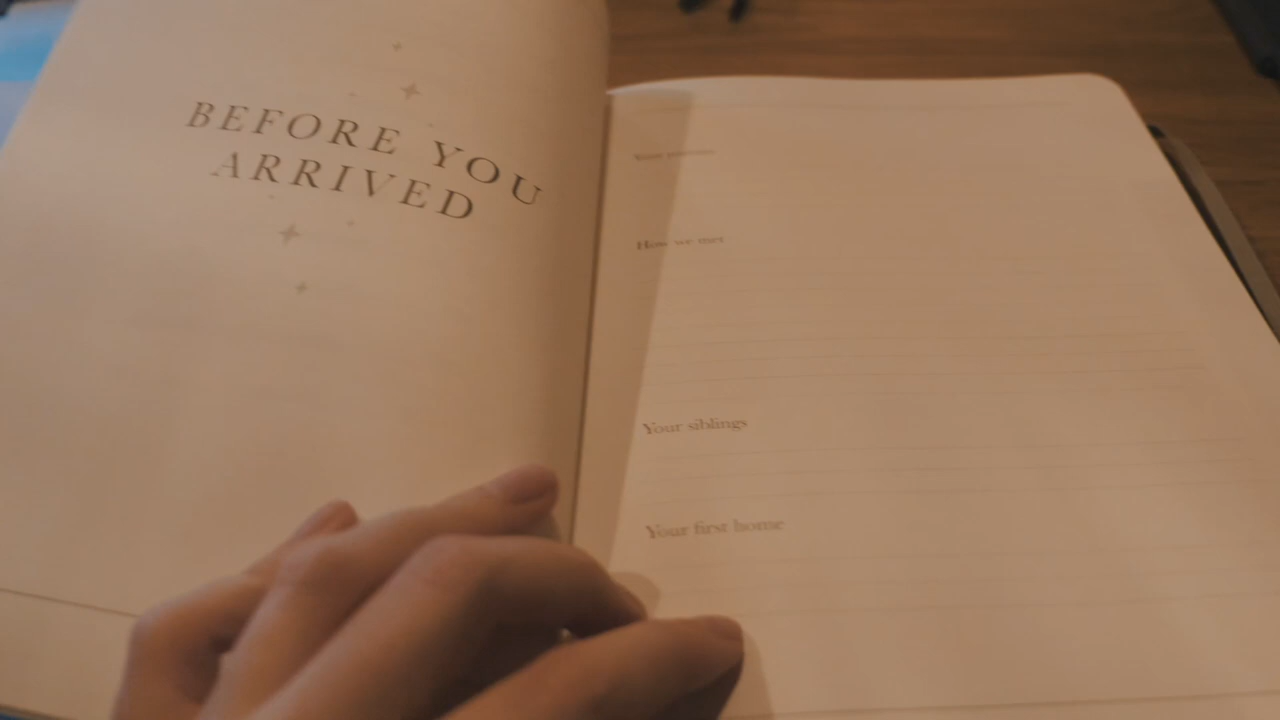 BEFORE YOU
ARRIVED
How we met
Your siblings
Your first home